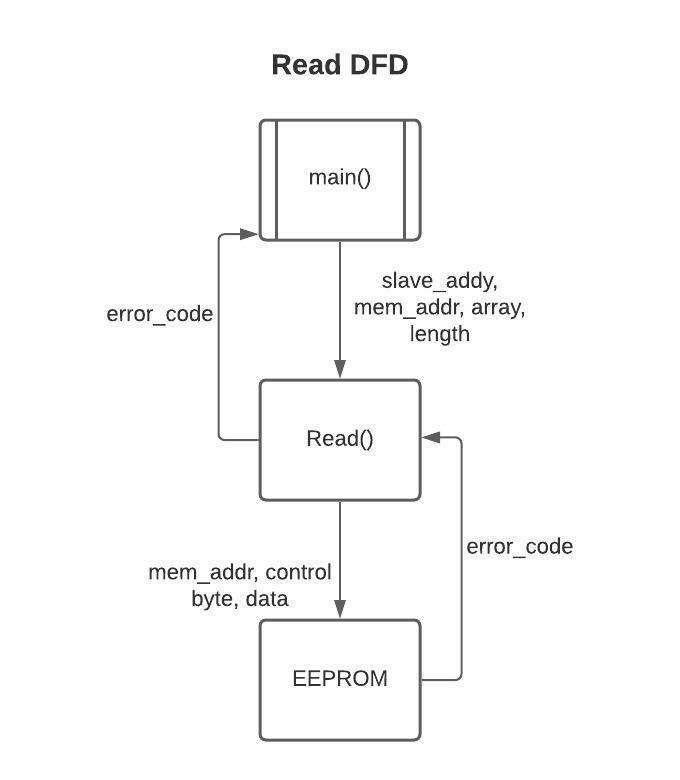 Read DFD
main()
slave_addy,
mem_addr, array,
length
error_code
Read()
error_code
mem_addr, control
byte, data
EEPROM